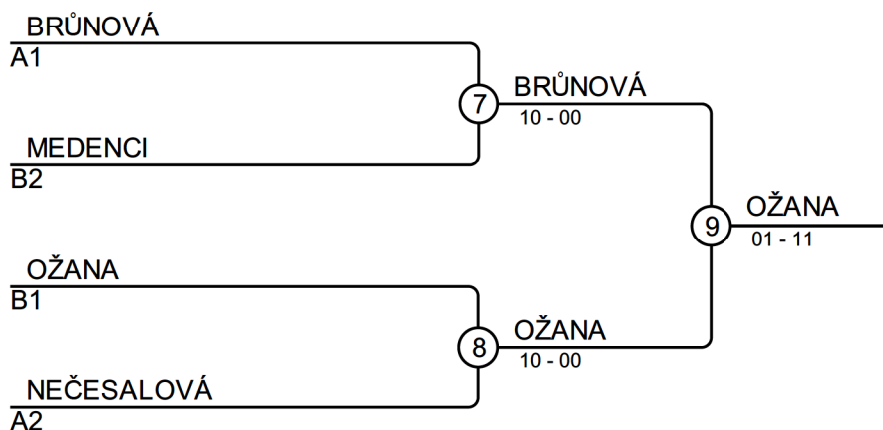 BRŮNOVÁ
A1
7
BRŮNOVÁ
10 - 00
MEDENCI
B2
9
OŽANA
01 - 11
OŽANA
B1
8
OŽANA
10 - 00
NEČESALOVÁ
A2